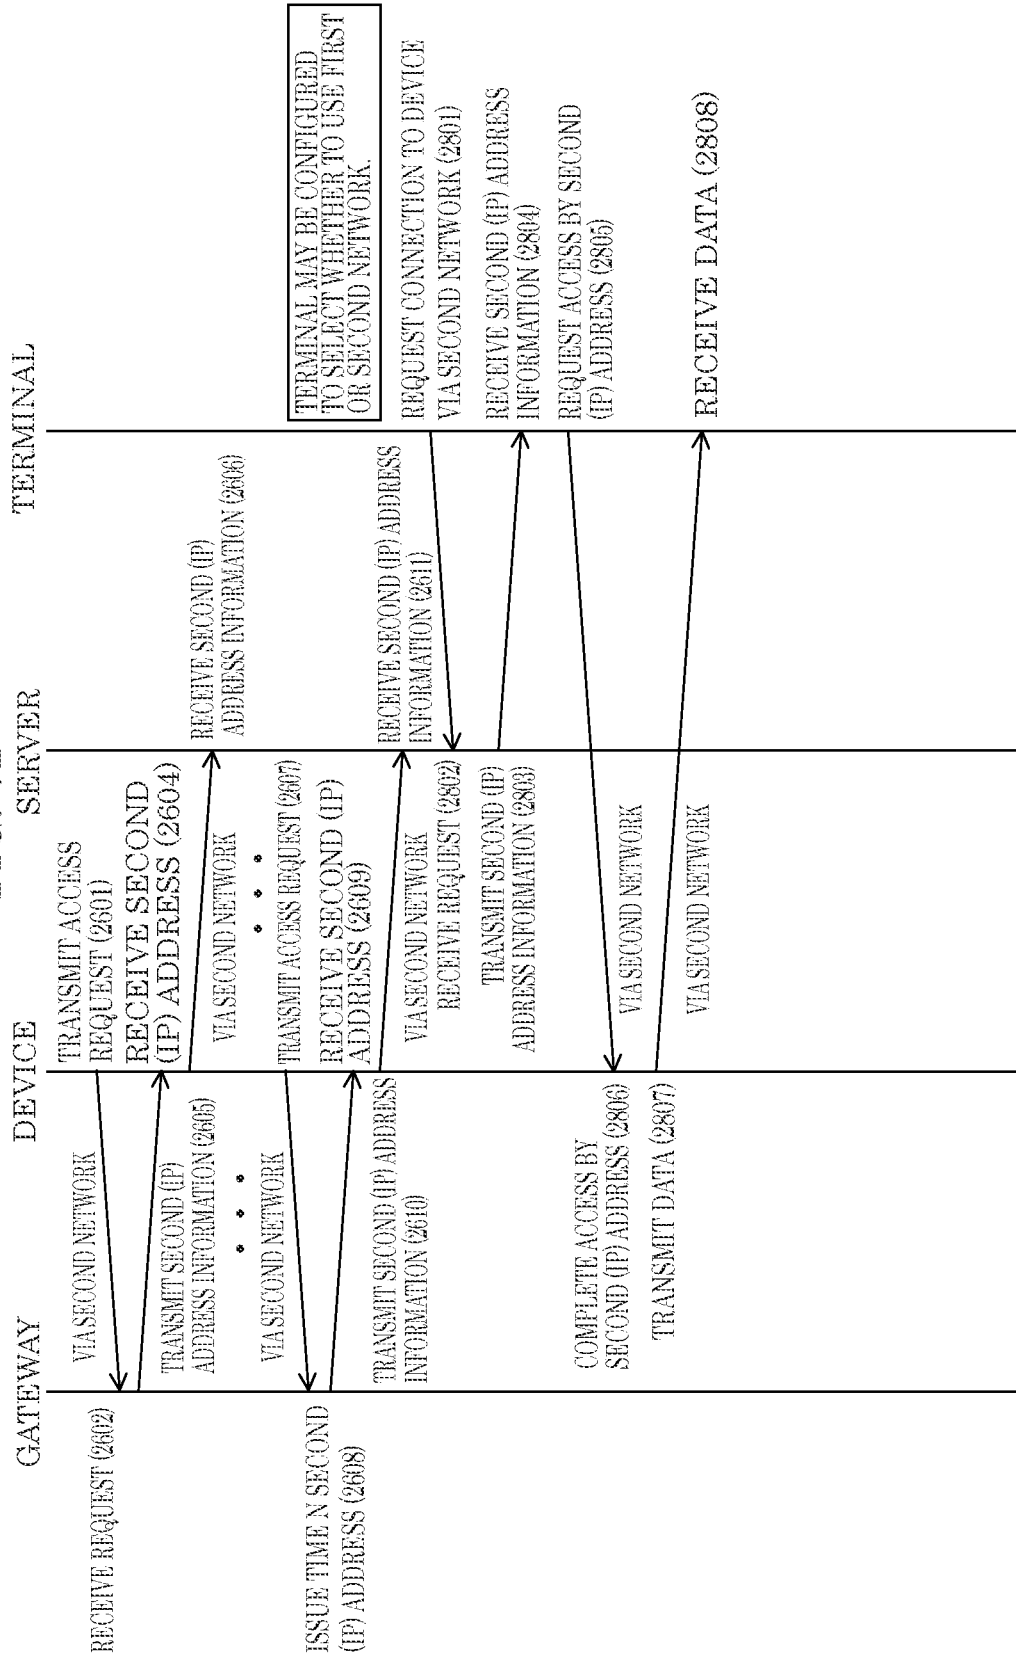 GATEWAY
DEVICE
SERVER
TERMINAL
RECEIVE REQUEST (2602)
VIA SECOND NETWORK
TRANSMIT ACCESS
REQUEST (2601)
RECEIVE SECOND
(IP) ADDRESS (2604)
TRANSMIT SECOND (IP)
ADDRESS INFORMATION (2605)
VIA SECOND NETWORK
RECEIVE SECOND (IP
ADDRESS INFORMATION (2606)
ISSUE TIME N SECOND
(IP) ADDRESS (2608)
VIA SECOND NETWORK
TRANSMIT ACCESS REQUEST (2607)
RECEIVE SECOND (IP)
ADDRESS (2609)
TRANSMIT SECOND (IP) ADDRESS
INFORMATION (2610)
VIA SECOND NETWORK
RECEIVE SECOND (IP) ADDRESS
INFORMATION (2611)
TERMINAL MAY BE CONFIGURED
TO SELECT WHETHER TO USE FIRST
OR SECOND NETWORK.
REQUEST CONNECTION TO DEVICE
VIA SECOND NETWORK (2801)
RECEIVE REQUEST (2802)
TRANSMIT SECOND (IP)
ADDRESS INFORMATION (2803)
RECEIVE SECOND (IP) ADDRESS
INFORMATION (2804)
REQUEST ACCESS BY SECOND
(IP) ADDRESS (2805)
VIA SECOND NETWORK
COMPLETE ACCESS BY
SECOND (IP) ADDRESS (2806)
TRANSMIT DATA (2807)
VIA SECOND NETWORK
RECEIVE DATA (2808)